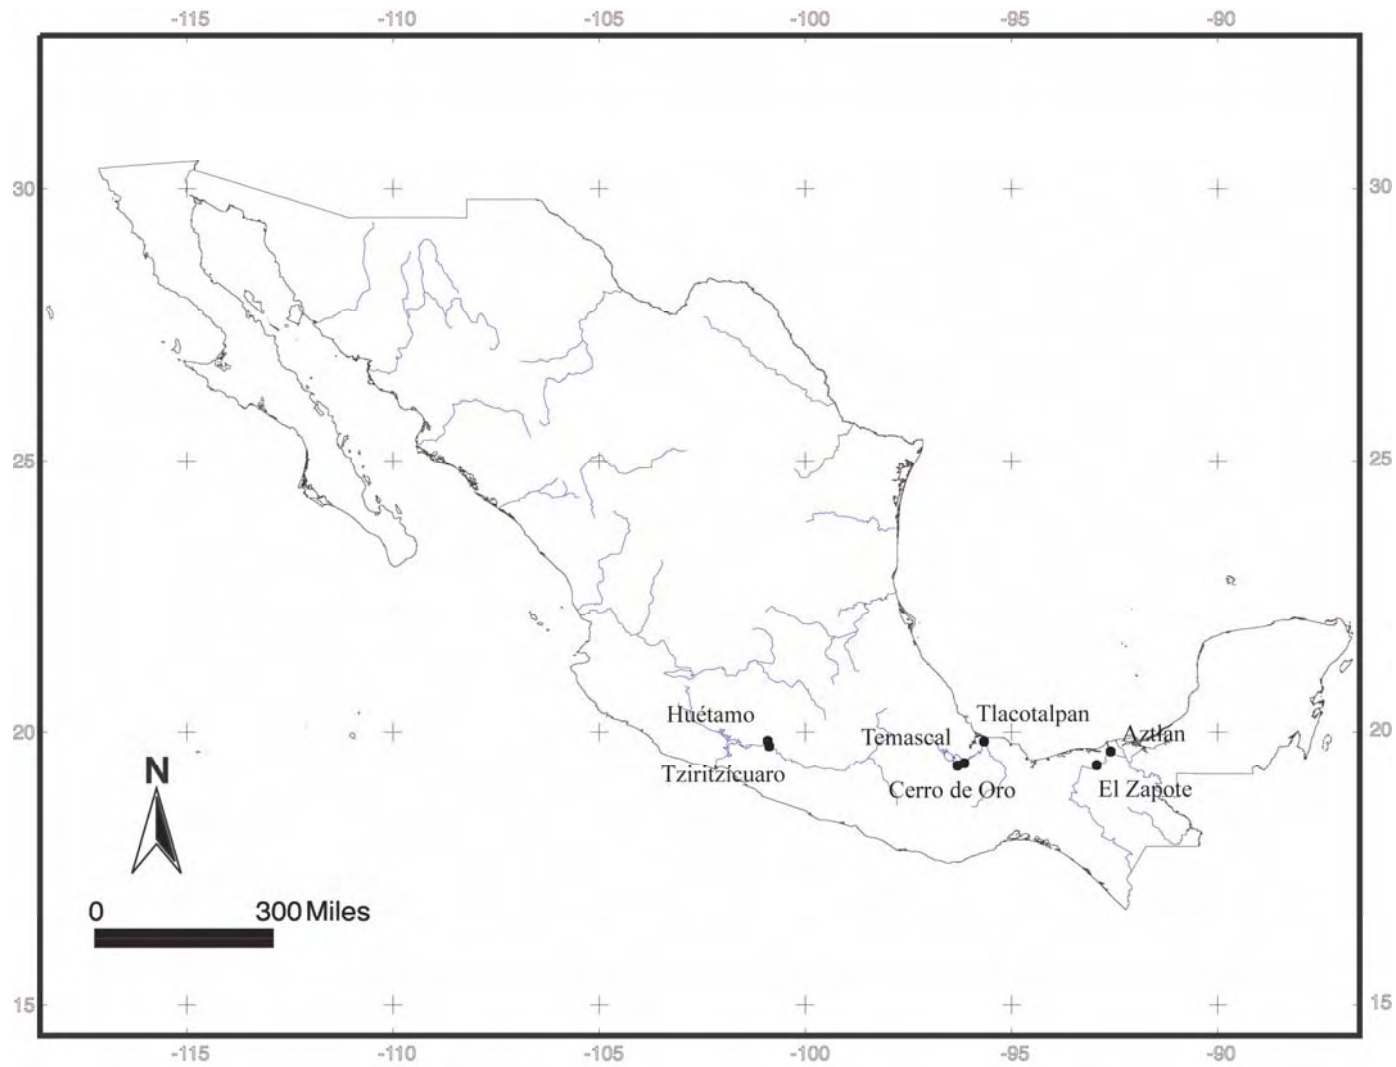 -115 -110 -105 -100 -95 -90
30 30
25 25
Tlacotalpan
Huétamo
20 Temascal Aztlan 20
N
Tziritzícuaro
Cerro de Oro El Zapote
0 300 Miles
15 15
-115 -110 -105 -100 -95 -90